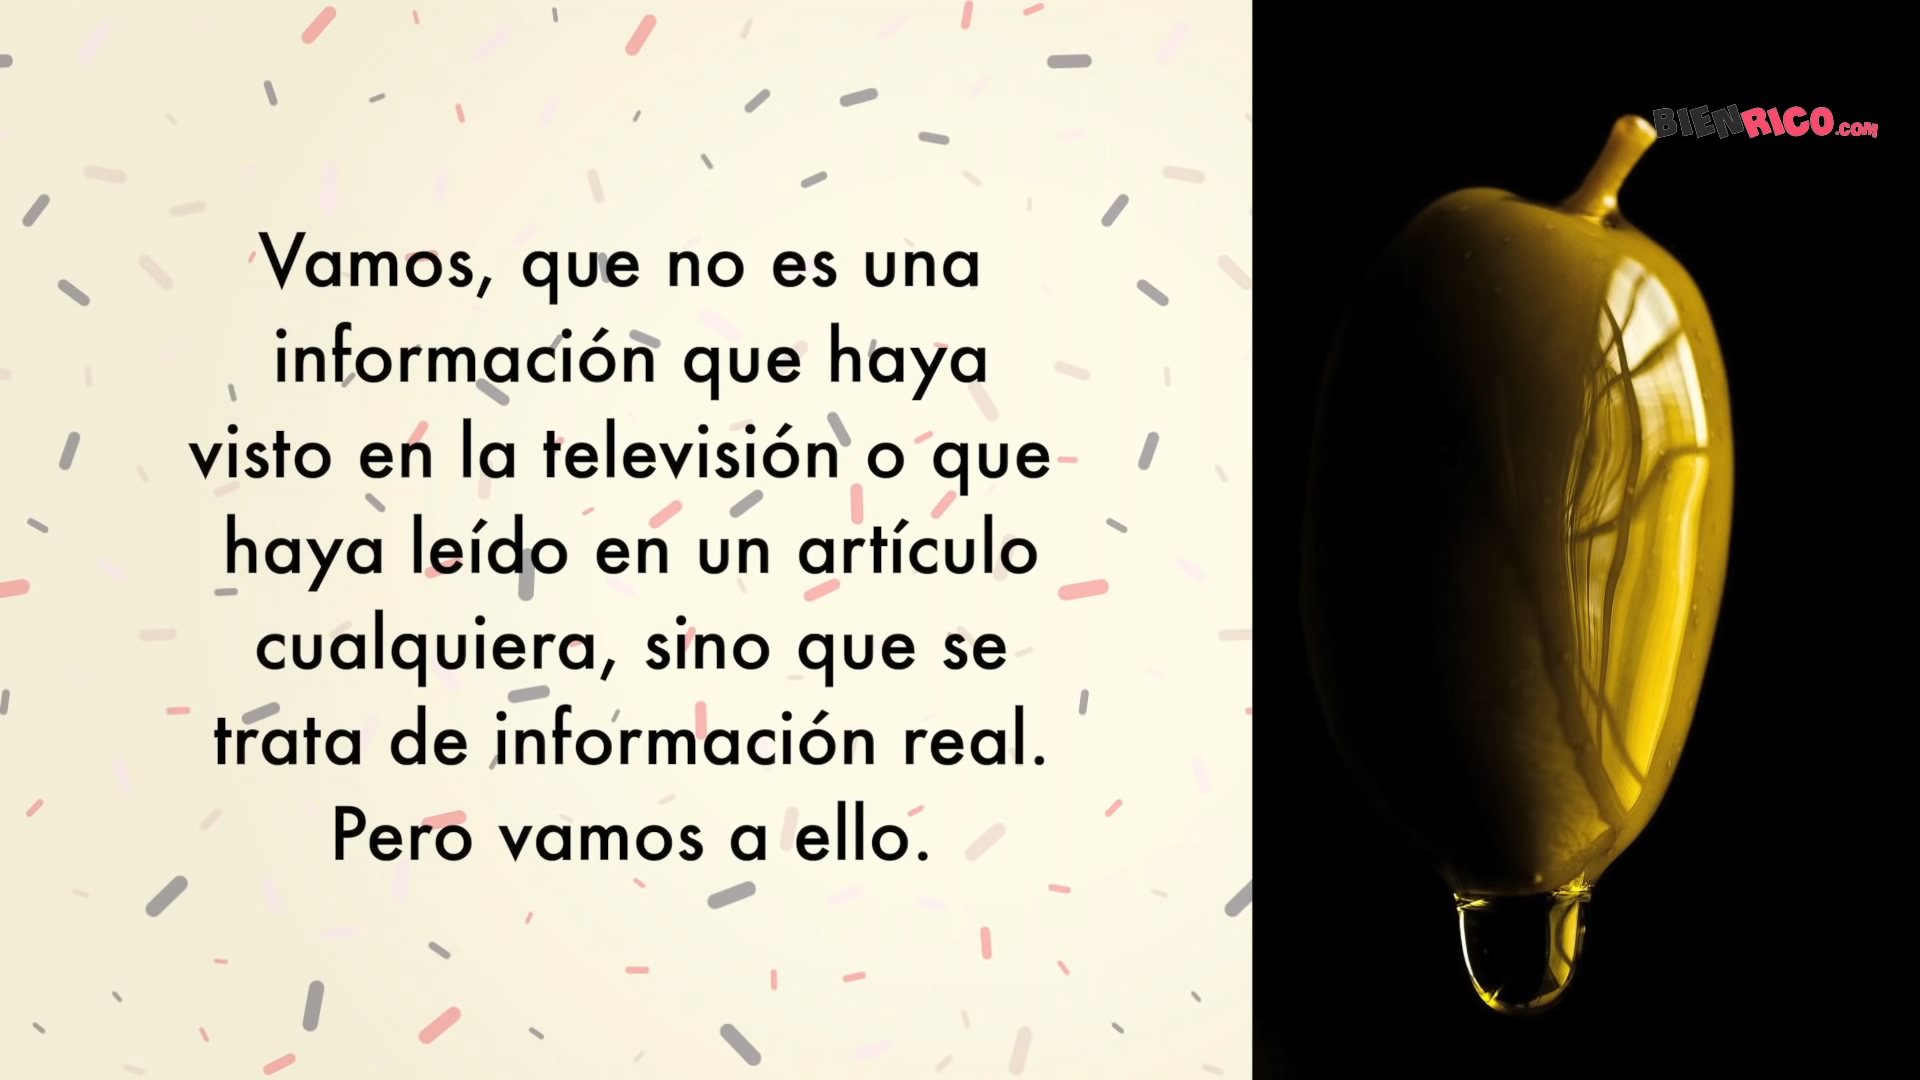 Vamos, que no es una
información que haya
visto en la televisión o que
haya leído en un artículo
cualquiera, sino que se
trata de información real.
Pero vamos a ello.
BIENRICO.COM